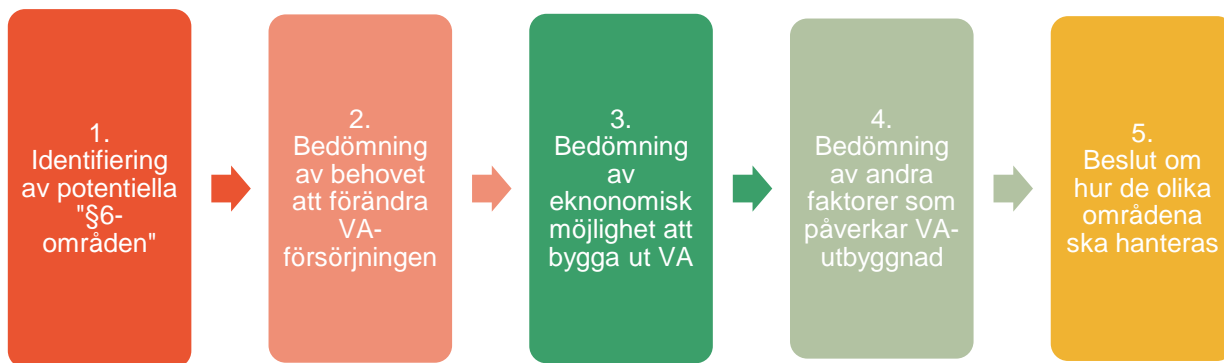 1.
Identifiering
av potentiella
"§6-
områden"
2.
Bedömning
av behovet
att förändra
VA-
försörjningen
3.
Bedömning
av
eknonomisk
möjlighet att
bygga ut VA
4.
Bedömning
av andra
faktorer som
påverkar VA-
utbyggnad
5.
Beslut om
hur de olika
områdena
ska hanteras